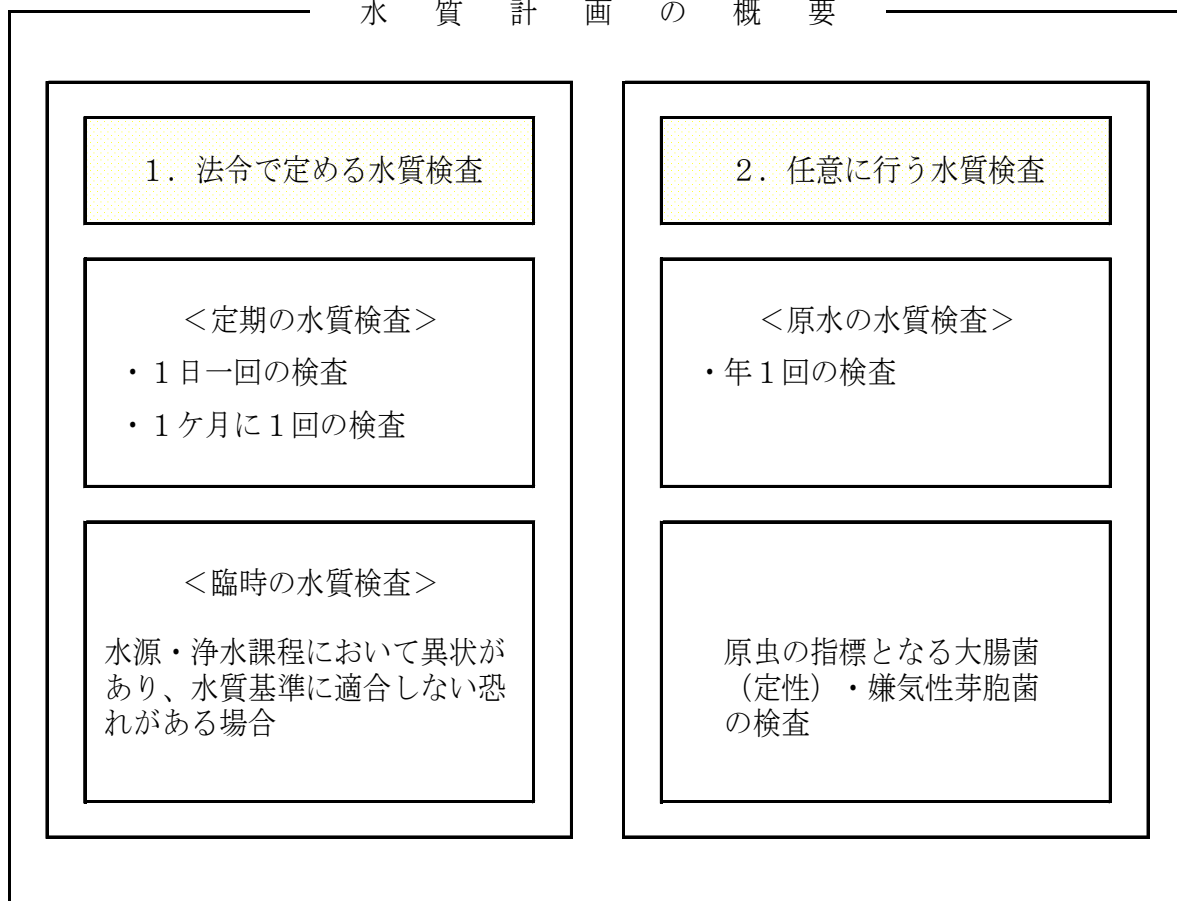 水質計画の概要
１．法令で定める水質検査
＜定期の水質検査＞
・１日一回の検査
・１ケ月に１回の検査
＜臨時の水質検査＞
水源・浄水課程において異状が
あり、水質基準に適合しない恐
れがある場合
２．任意に行う水質検査
＜原水の水質検査＞
・年１回の検査
原虫の指標となる大腸菌
（定性）・嫌気性芽胞菌
の検査